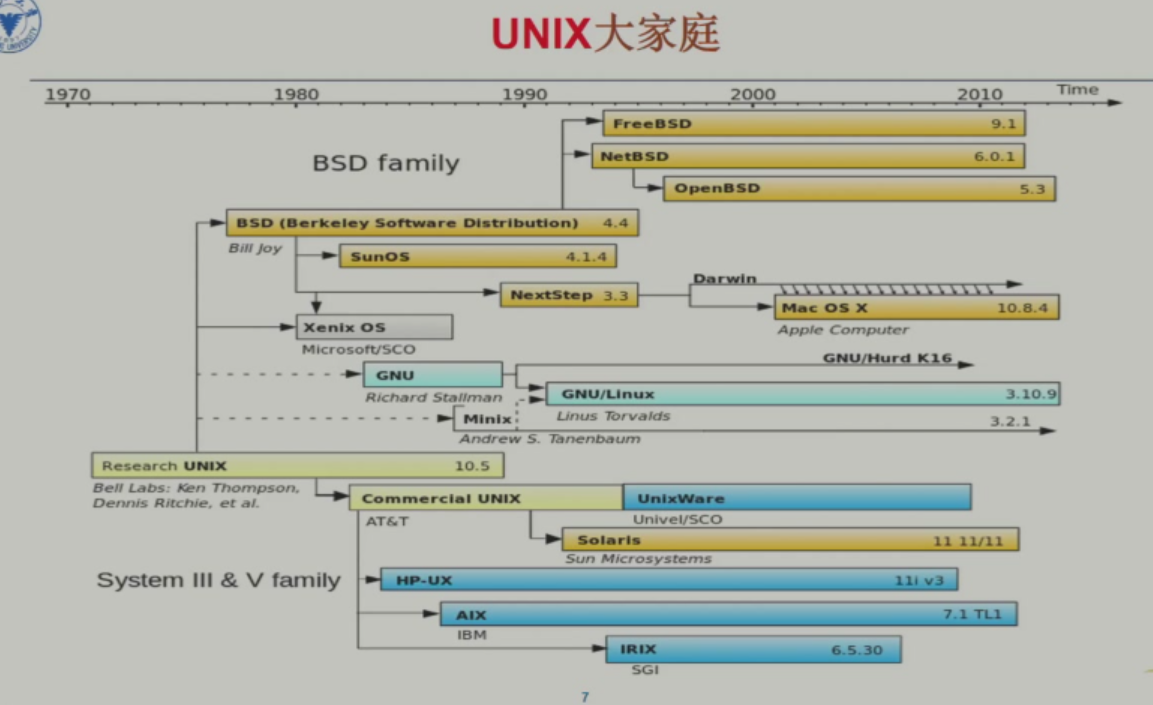 UNIX大家庭
1970 1980 1990 2000 2010 Time
FreeBSD 9.1
BSD family
NetBSD 6.0.1
OpenBSD 5.3
BSD (Berkeley Software Distribution) 4.4
Bill Joy
SunOS 4.1.4
Darwin
NextStep 3.3
Mac OS X 10.8.4
Apple Computer
Xenix OS
Microsoft/SCO
GNU/Hurd K16
GNU
Richard Stallman
GNU/Linux 3.10.9
Linus Torvalds
Minix 3.2.1
Andrew S. Tanenbaum
Research UNIX 10.5
Bell Labs: Ken Thompson,
Dennis Ritchie, et al.
Commercial UNIX
UnixWare
AT&T
Univel/SCO
Solaris 11 11/11
Sun Microsystems
System III & V family
HP-UX 11i v3
AIX 7.1 TL1
IBM
IRIX 6.5.30
SGI
7